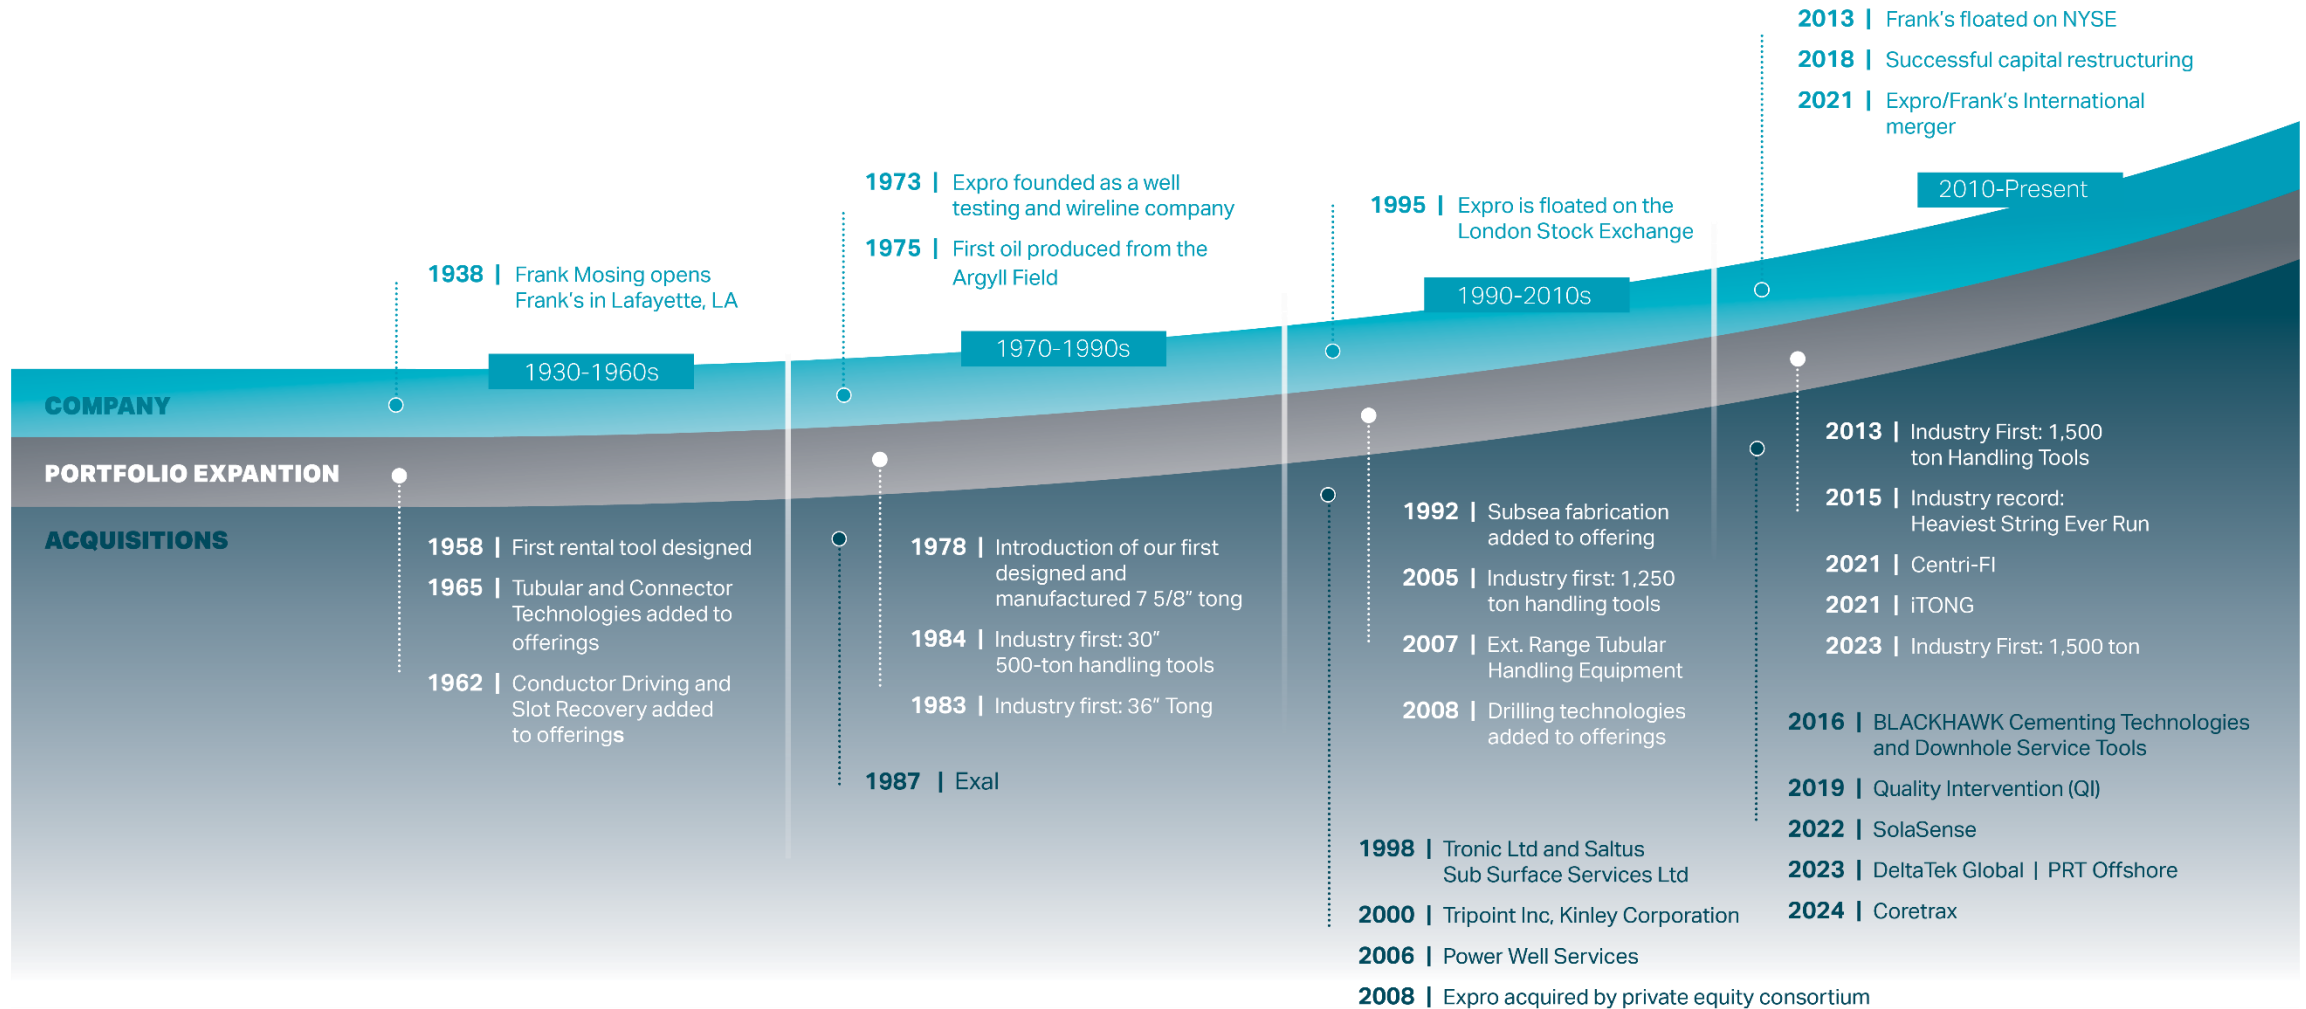 2013 | Frank's floated on NYSE
2018 | Successful capital restructuring
2021 | Expro/Frank's International
merger
2010-Present
1973 | Expro founded as a well
testing and wireline company
1975 | First oil produced from the
Argyll Field
1995 | Expro is floated on the
London Stock Exchange
1938 | Frank Mosing opens
Frank's in Lafayette, LA
1990-2010s
1970-1990s
1930-1960s
COMPANY
PORTFOLIO EXPANTION
ACQUISITIONS
1958 | First rental tool designed
1965 | Tubular and Connector
Technologies added to
offerings
1962 | Conductor Driving and
Slot Recovery added
to offerings
1978 | Introduction of our first
designed and
manufactured 7 5/8" tong
1984 | Industry first: 30"
500-ton handling tools
1983 | Industry first: 36" Tong
1987 | Exal
1992 | Subsea fabrication
added to offering
2005 | Industry first: 1,250
ton handling tools
2007 | Ext. Range Tubular
Handling Equipment
2008 | Drilling technologies
added to offerings
1998 | Tronic Ltd and Saltus
Sub Surface Services Ltd
2000 | Tripoint Inc, Kinley Corporation
2006 | Power Well Services
2008 | Expro acquired by private equity consortium
2013 | Industry First: 1,500
ton Handling Tools
2015 | Industry record:
Heaviest String Ever Run
2021 | Centri-FI
2021 | iTONG
2023 | Industry First: 1,500 ton
2016 | BLACKHAWK Cementing Technologies
and Downhole Service Tools
2019 | Quality Intervention (QI)
2022 | SolaSense
2023 | DeltaTek Global | PRT Offshore
2024 | Coretrax